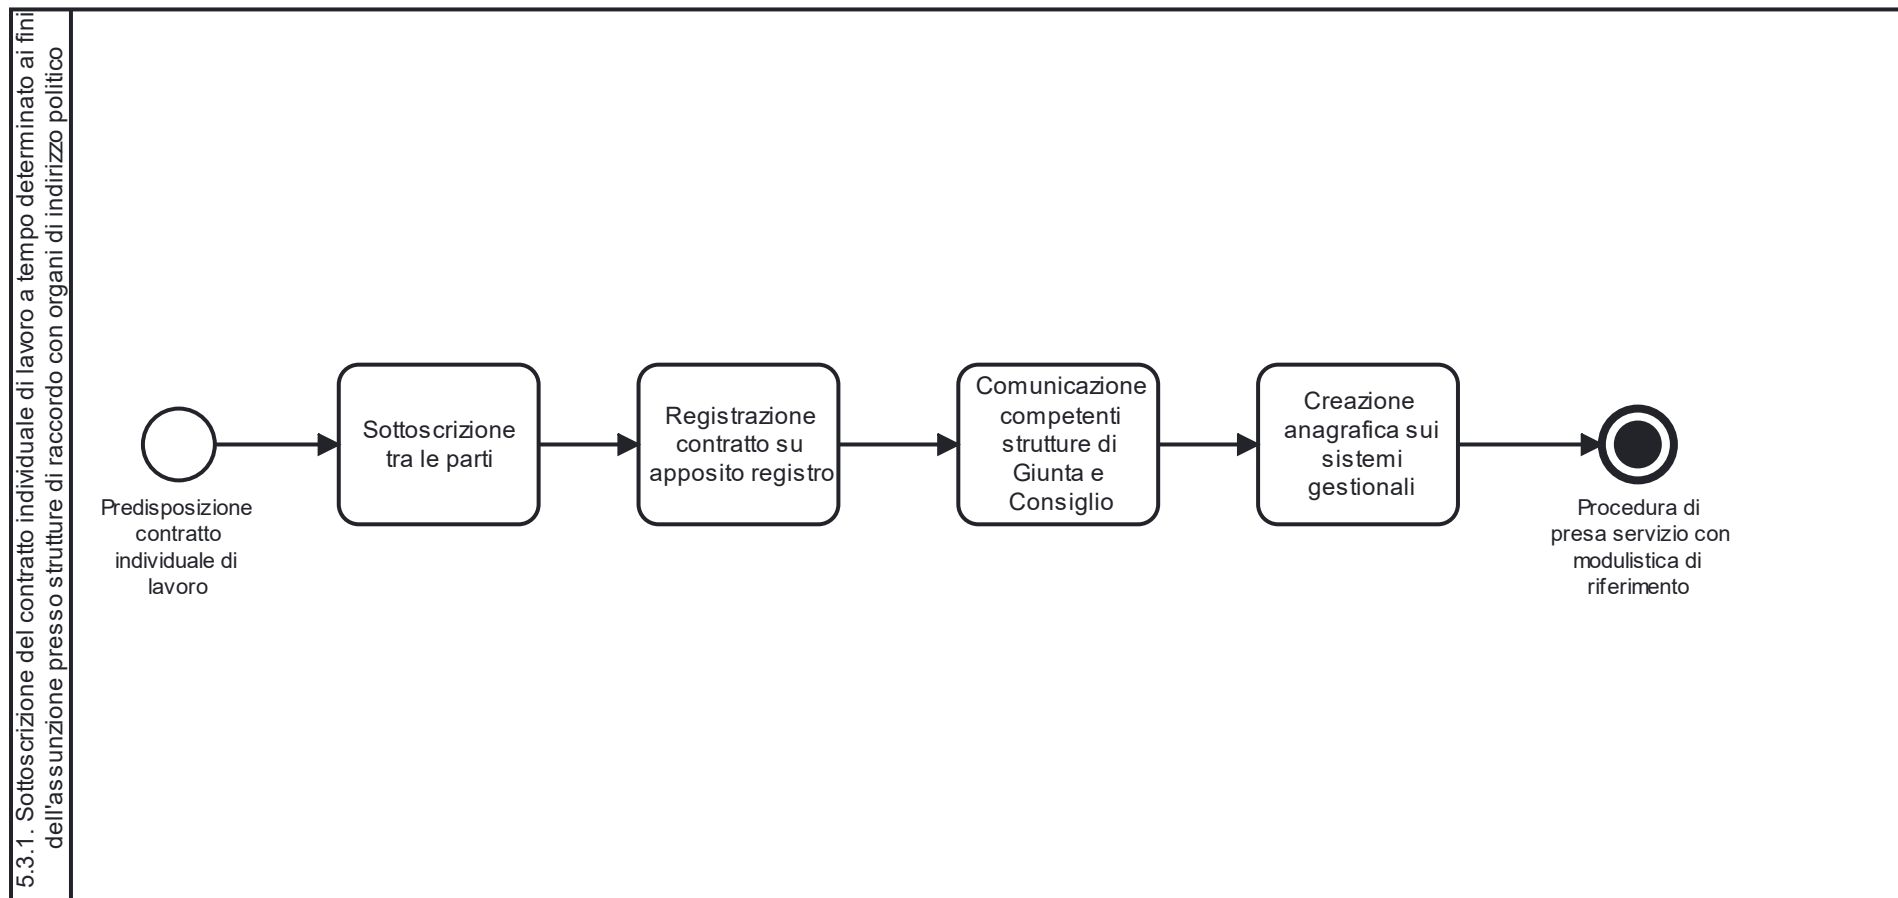 5.3.1. Sottoscrizione del contratto individuale di lavoro a tempo determinato ai fini
dell'assunzione presso strutture di raccordo con organi di indirizzo politico
Predisposizione
contratto
individuale di
lavoro
Sottoscrizione
tra le parti
Registrazione
contratto su
apposito registro
Comunicazione
competenti
strutture di
Giunta e
Consiglio
Creazione
anagrafica sui
sistemi
gestionali
Procedura di
presa servizio con
modulistica di
riferimento